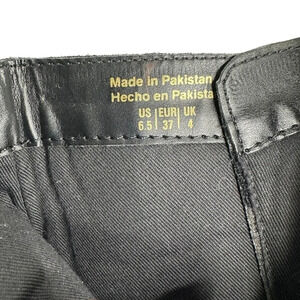 Made in Pakistan
Hecho en Pakista
US | EUR | UK
6.5 | 37 | 4